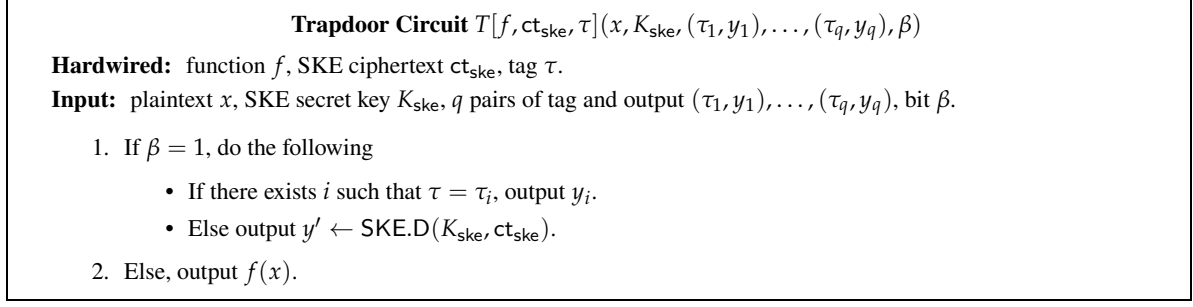 Trapdoor Circuit T[f, ct_ske, τ](x, K_ske, (τ_1, y_1), . . . , (τ_q, y_q), β)
Hardwired: function f, SKE ciphertext ct_ske, tag τ.
Input: plaintext x, SKE secret key K_ske, q pairs of tag and output (τ_1, y_1), . . . , (τ_q, y_q), bit β.
1. If β = 1, do the following
• If there exists i such that τ = τ_i, output y_i.
• Else output y′ ← SKE.D(K_ske, ct_ske).
2. Else, output f(x).